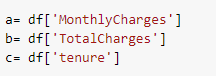 a= df['MonthlyCharges']
b= df['TotalCharges']
c= df['tenure']